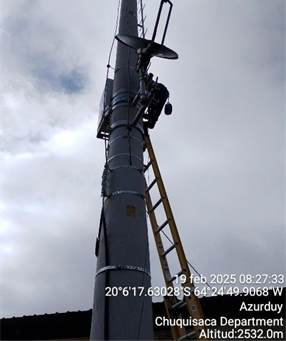 19 feb 2025 08:27:33
20°6'17.63028"S 64°24'49.9068"W
Azurduy
Chuquisaca Department
Altitud:2532.0m